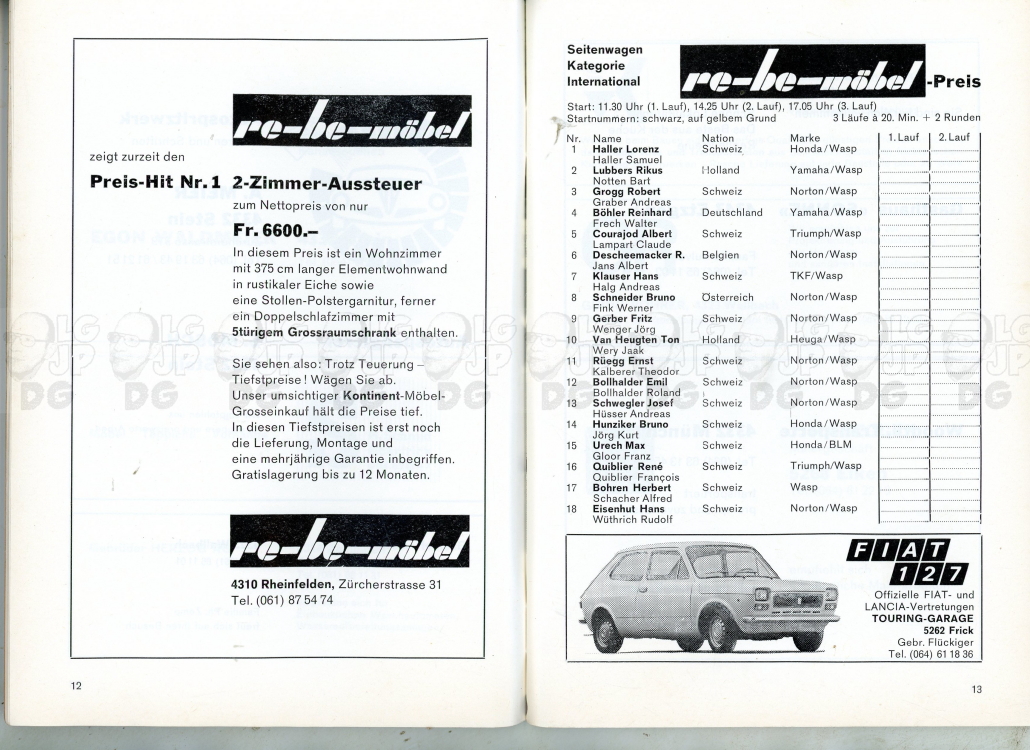 re-be-möbel
zeigt zurzeit den
Preis-Hit Nr. 1 2-Zimmer-Aussteuer
zum Nettopreis von nur
Fr. 6600.–
In diesem Preis ist ein Wohnzimmer
mit 375 cm langer Elementwohnwand
in rustikaler Eiche sowie
eine Stollen-Polstergarnitur, ferner
ein Doppelschlafzimmer mit
5türigem Grossraumschrank enthalten.
Sie sehen also: Trotz Teuerung –
Tiefstpreise! Wägen Sie ab.
Unser umsichtiger Kontinent-Möbel-
Grosseinkauf hält die Preise tief.
In diesen Tiefstpreisen ist erst noch
die Lieferung, Montage und
eine mehrjährige Garantie inbegriffen.
Gratislagerung bis zu 12 Monaten.
re-be-möbel
4310 Rheinfelden, Zürcherstrasse 31
Tel. (061) 87 54 74
12
Seitenwagen
Kategorie
International
re-be-möbel -Preis
Start: 11.30 Uhr (1. Lauf), 14.25 Uhr (2. Lauf), 17.05 Uhr (3. Lauf)
Startnummern: schwarz, auf gelbem Grund 3 Läufe à 20 Min. + 2 Runden
Nr. Name Nation Marke 1. Lauf 2. Lauf
1 Haller Lorenz Schweiz Honda/Wasp
Haller Samuel
2 Lubbers Rikus Holland Yamaha/Wasp
Notten Bart
3 Grogg Robert Schweiz Norton/Wasp
Graber Andreas
4 Böhler Reinhard Deutschland Yamaha/Wasp
Frech Walter
5 Courajod Albert Schweiz Triumph/Wasp
Lampart Claude
6 Descheemacker R. Belgien Norton/Wasp
Jans Albert
7 Klauser Hans Schweiz TKF/Wasp
Halg Andreas
8 Schneider Bruno Österreich Norton/Wasp
Fink Werner
9 Gerber Fritz Schweiz Norton/Wasp
Wenger Jörg
10 Van Heugten Ton Holland Heuga/Wasp
Wery Jaak
11 Rüegg Ernst Schweiz Norton/Wasp
Kalberer Theodor
12 Bollhalder Emil Schweiz Norton/Wasp
Bollhalder Roland
13 Schwegler Josef Schweiz Norton/Wasp
Hüsser Andreas
14 Hunziker Bruno Schweiz Honda/Wasp
Jörg Kurt
15 Urech Max Schweiz Honda/BLM
Gloor Franz
16 Quiblier René Schweiz Triumph/Wasp
Quiblier François
17 Bohren Herbert Schweiz Wasp
Schacher Alfred
18 Eisenhut Hans Schweiz Norton/Wasp
Wüthrich Rudolf
FIAT
127
Offizielle FIAT- und
LANCIA-Vertretungen
TOURING-GARAGE
5262 Frick
Gebr. Flückiger
Tel. (064) 61 18 36
13